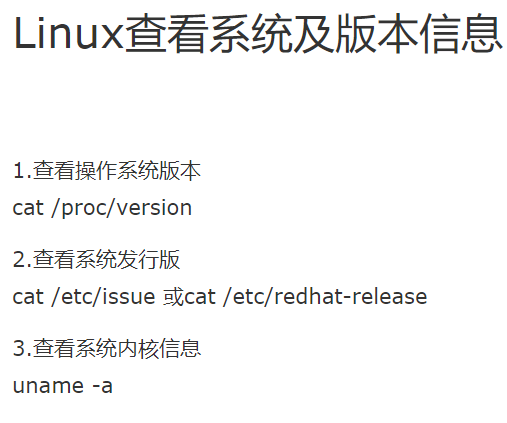 Linux查看系统及版本信息
1.查看操作系统版本
cat /proc/version
2.查看系统发行版
cat /etc/issue 或cat /etc/redhat-release
3.查看系统内核信息
uname -a